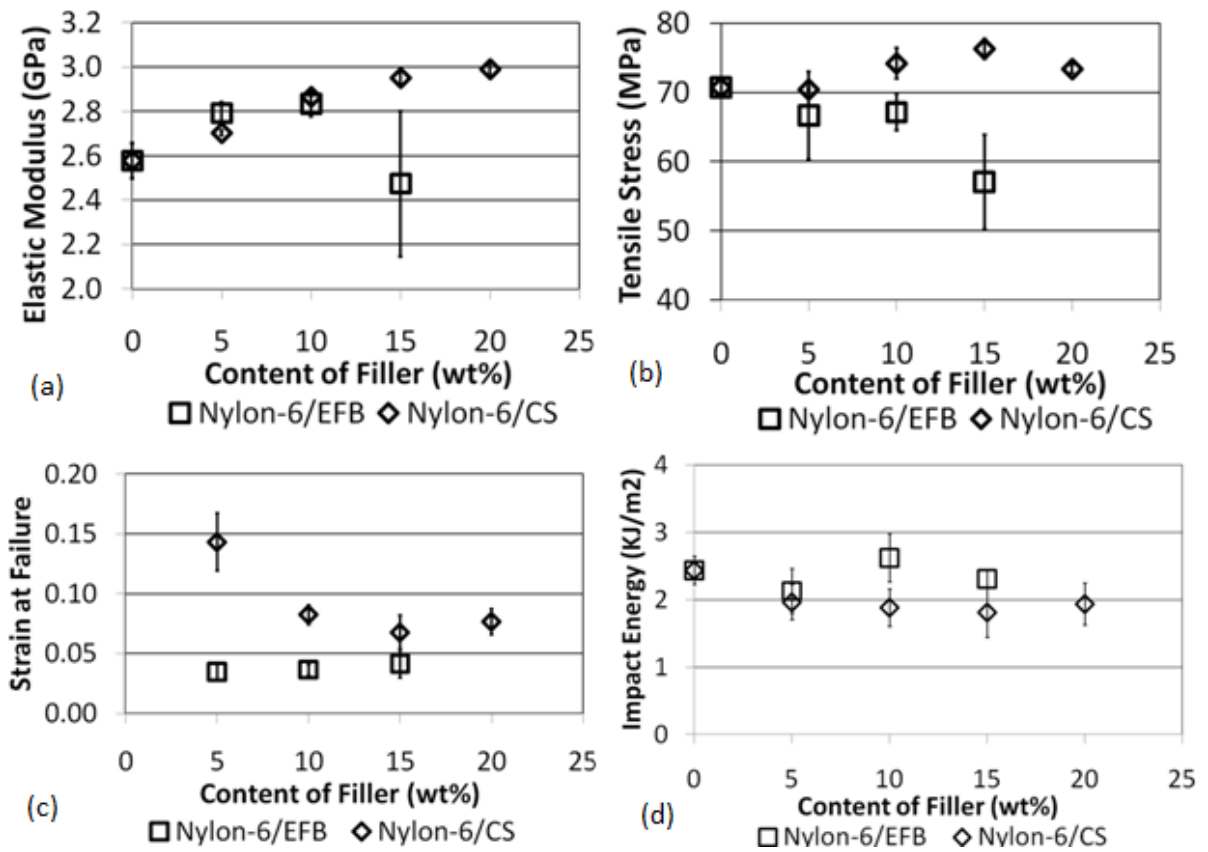 Elastic Modulus (GPa)
3.2
3.0
2.8
2.6
2.4
2.2
2.0
0 5 10 15 20 25
Content of Filler (wt%)
(a)
Nylon-6/EFB Nylon-6/CS
Tensile Stress (MPa)
80
70
60
50
40
0 5 10 15 20 25
(b)
Content of Filler (wt%)
Nylon-6/EFB Nylon-6/CS
Strain at Failure
0.20
0.15
0.10
0.05
0.00
0 5 10 15 20 25
Content of Filler (wt%)
(c)
Nylon-6/EFB Nylon-6/CS
Impact Energy (KJ/m2)
4
3
2
1
0
0 5 10 15 20 25
Content of Filler (wt%)
(d)
Nylon-6/EFB Nylon-6/CS